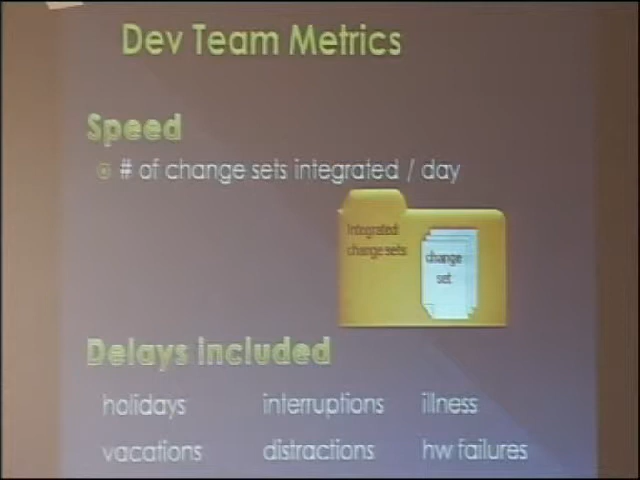 Dev Team Metrics
Speed
# of change sets integrated / day
Integrated
change sets
change
set
Delays included
holidays interruptions illness
vacations distractions hw failures